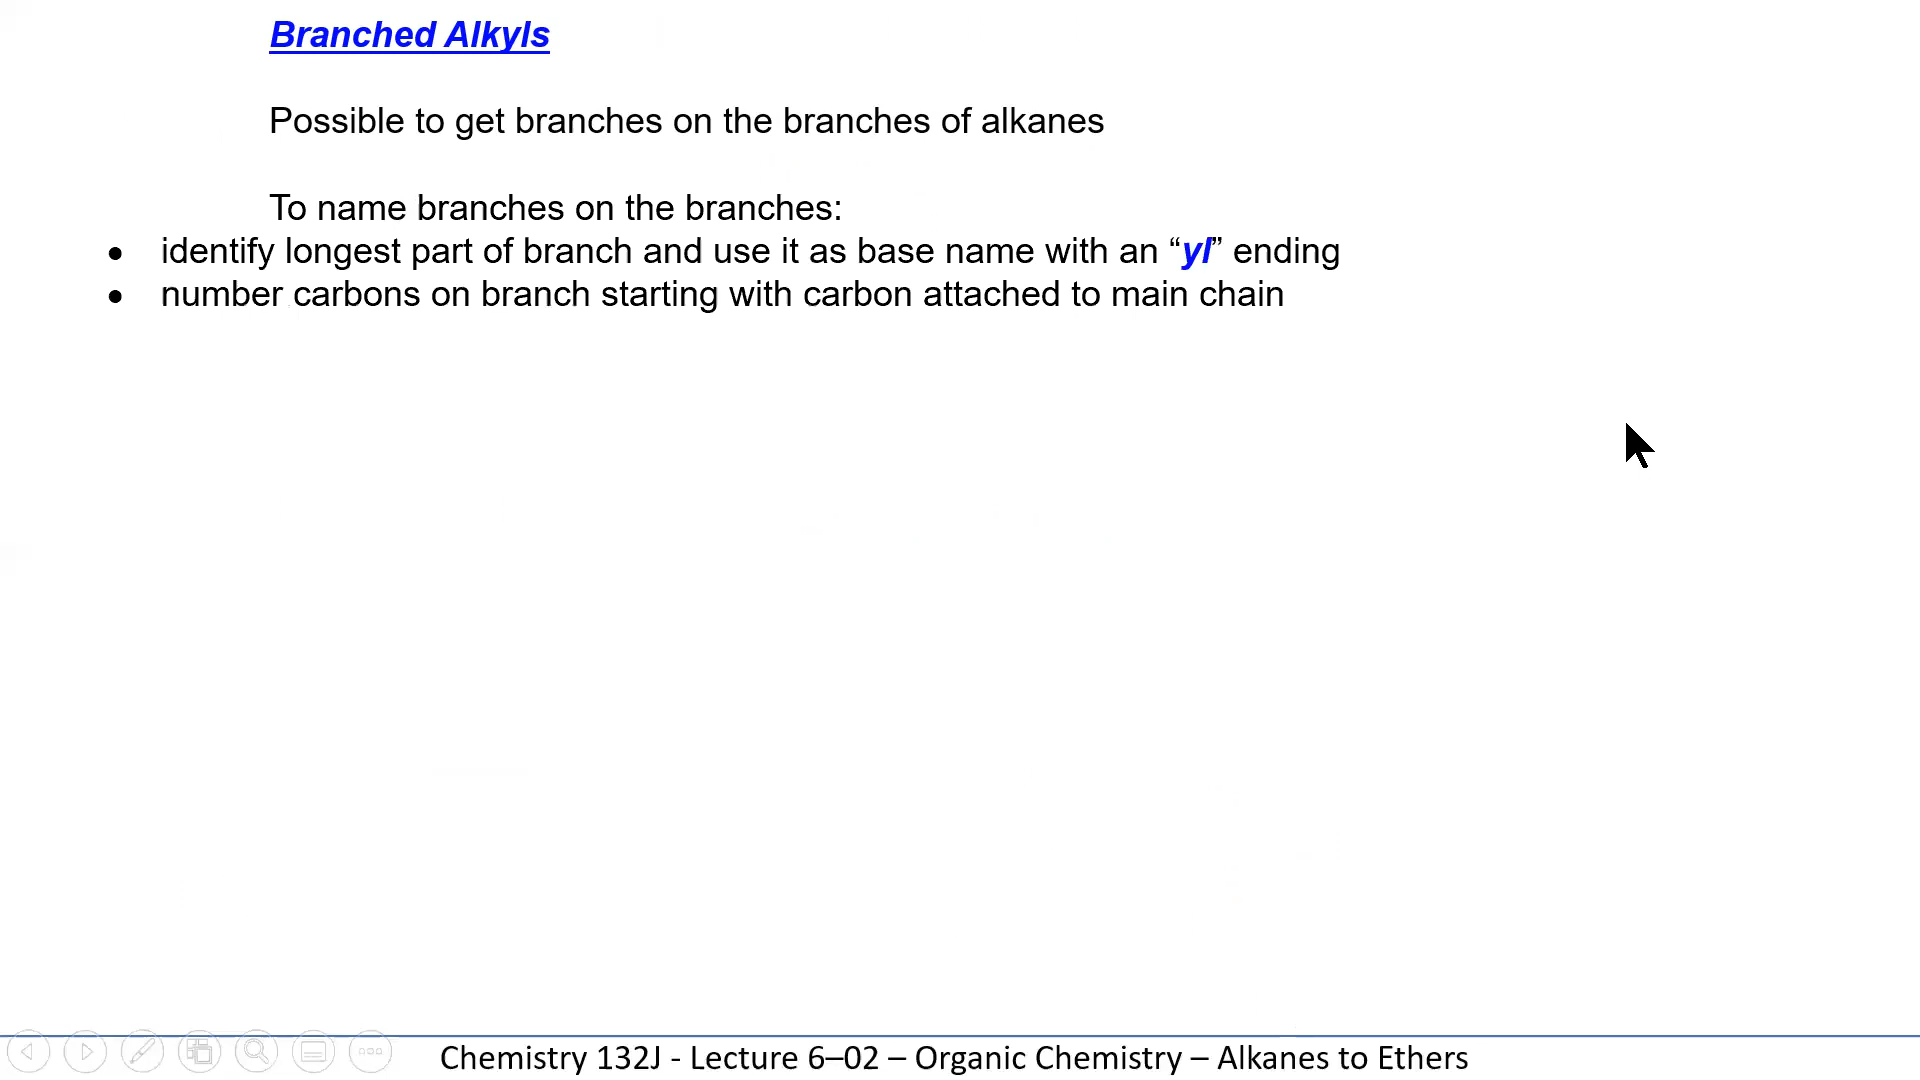 Branched Alkyls
Possible to get branches on the branches of alkanes
To name branches on the branches:
• identify longest part of branch and use it as base name with an “yl” ending
• number carbons on branch starting with carbon attached to main chain
Chemistry 132J - Lecture 6–02 – Organic Chemistry – Alkanes to Ethers